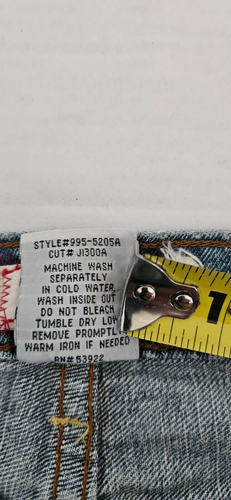 STYLE#995-5205A
CUT# J1300A
MACHINE WASH
SEPARATELY
IN COLD WATER,
WASH INSIDE OUT
DO NOT BLEACH
TUMBLE DRY LOW
REMOVE PROMPTLY
WARM IRON IF NEEDED
RN# 53922
1